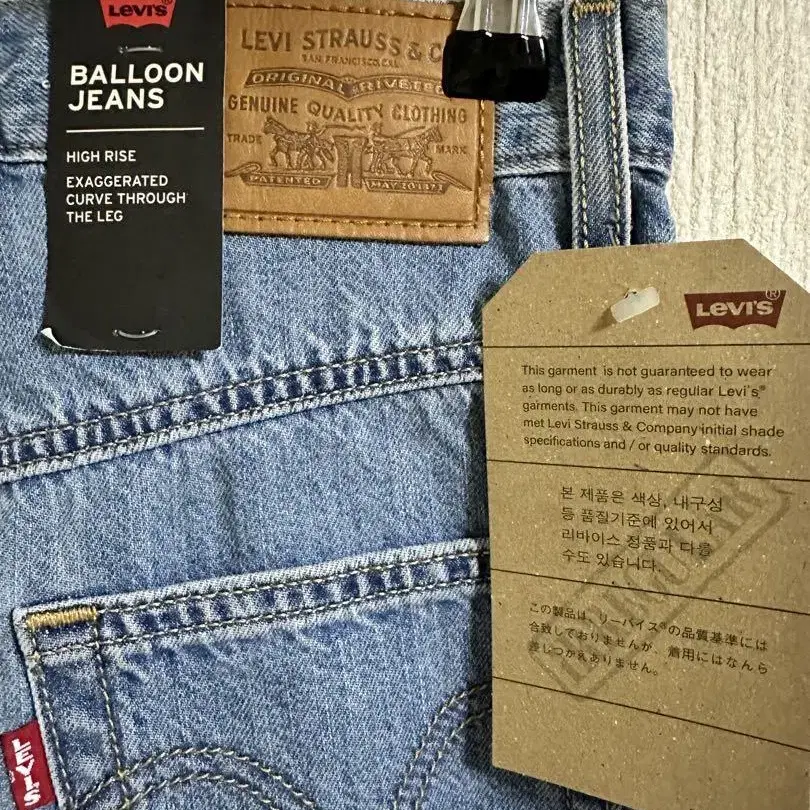 Levi's
BALLOON
JEANS
HIGH RISE
EXAGGERATED
CURVE THROUGH
THE LEG
LEVI STRAUSS & C
SAN FRANCISCO, CAL.
ORIGINAL RIVETED
GENUINE QUALITY CLOTHING
TRADE MARK
PATENTED MAY 20 1873
Levi's®
This garment is not guaranteed to wear
as long or as durably as regular Levi's®
garments. This garment may not have
met Levi Strauss & Company initial shade
specifications and / or quality standards.
본 제품은 색상, 내구성
등 품질기준에 있어서
리바이스 정품과 다를
수도 있습니다.
この製品は、リーバイス®の品質基準には
合致しておりませんが、着用にはなんら
差しつかえありません。
IRREGULAR
LEVI'S